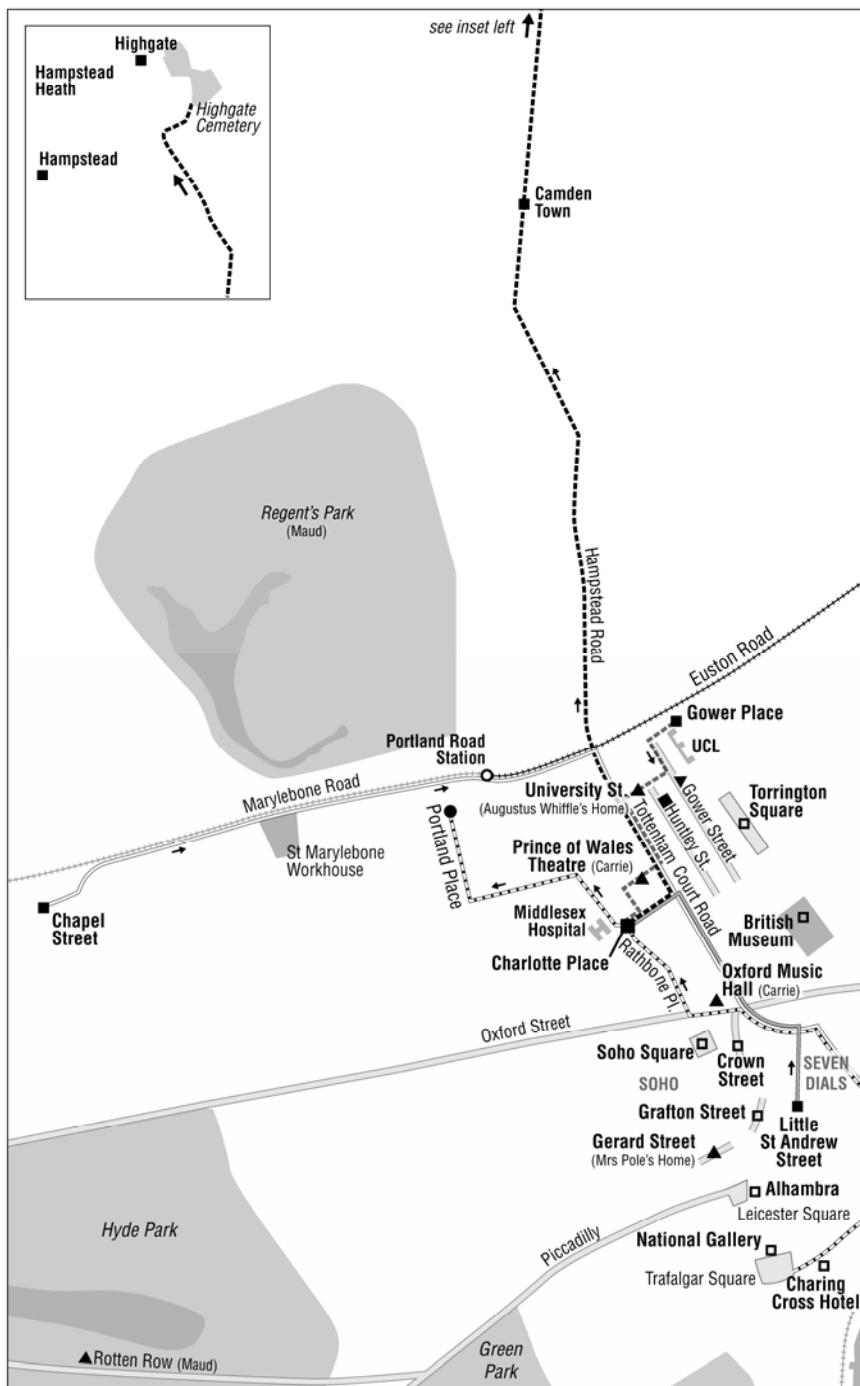 see inset left
Highgate
Hampstead
Heath
Highgate
Cemetery
Hampstead
Camden
Town
Regent's Park
(Maud)
Hampstead Road
Euston Road
Gower Place
UCL
Portland Road
Station
Marylebone Road
University St.
(Augustus Whiffle's Home)
Torrington
Square
Gower Street
Huntley St.
Tottenham Court Road
Portland Place
St Marylebone
Workhouse
Prince of Wales
Theatre (Carrie)
Chapel
Street
Middlesex
Hospital
British
Museum
Charlotte Place
Rathbone Pl.
Oxford Music
Hall (Carrie)
Oxford Street
Soho Square
Crown
Street
SEVEN
DIALS
SOHO
Grafton Street
Little
St Andrew
Street
Gerard Street
(Mrs Pole's Home)
Alhambra
Leicester Square
Hyde Park
Piccadilly
National Gallery
Trafalgar Square
Charing
Cross Hotel
Green
Park
Rotten Row (Maud)